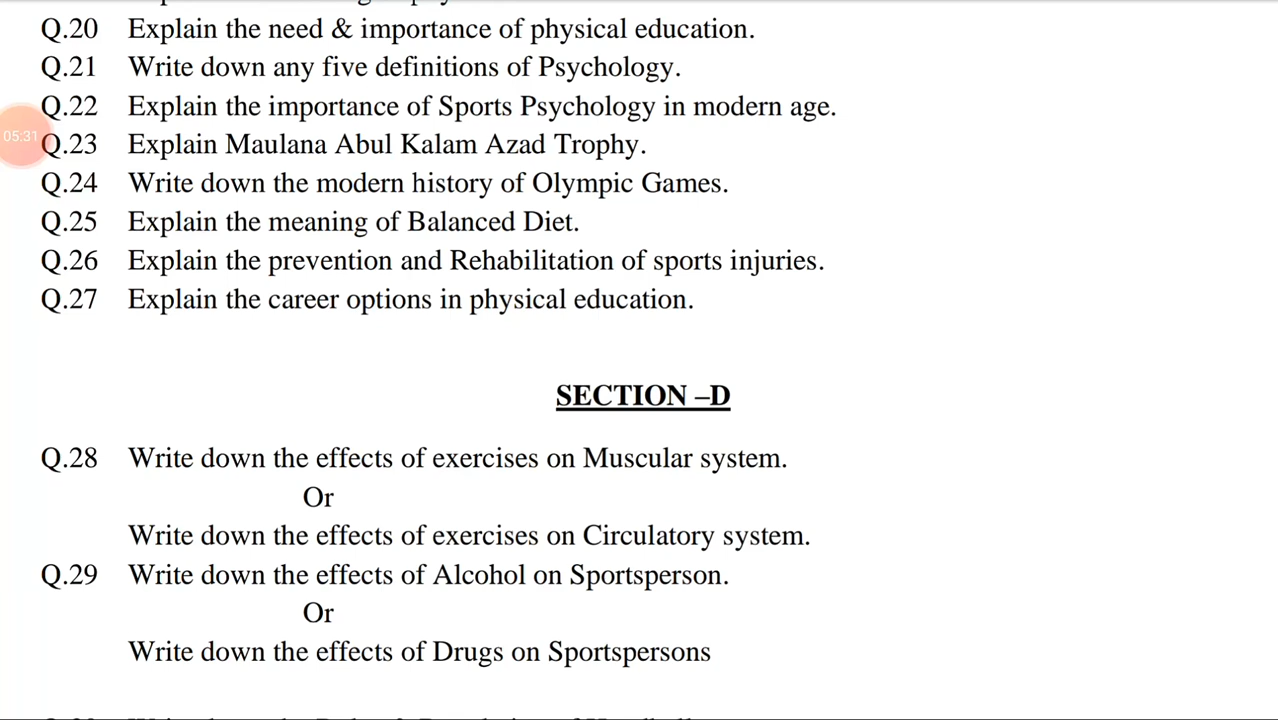 Q.20 Explain the need & importance of physical education.
Q.21 Write down any five definitions of Psychology.
Q.22 Explain the importance of Sports Psychology in modern age.
05:31
Q.23 Explain Maulana Abul Kalam Azad Trophy.
Q.24 Write down the modern history of Olympic Games.
Q.25 Explain the meaning of Balanced Diet.
Q.26 Explain the prevention and Rehabilitation of sports injuries.
Q.27 Explain the career options in physical education.
SECTION –D
Q.28 Write down the effects of exercises on Muscular system.
Or
Write down the effects of exercises on Circulatory system.
Q.29 Write down the effects of Alcohol on Sportsperson.
Or
Write down the effects of Drugs on Sportspersons